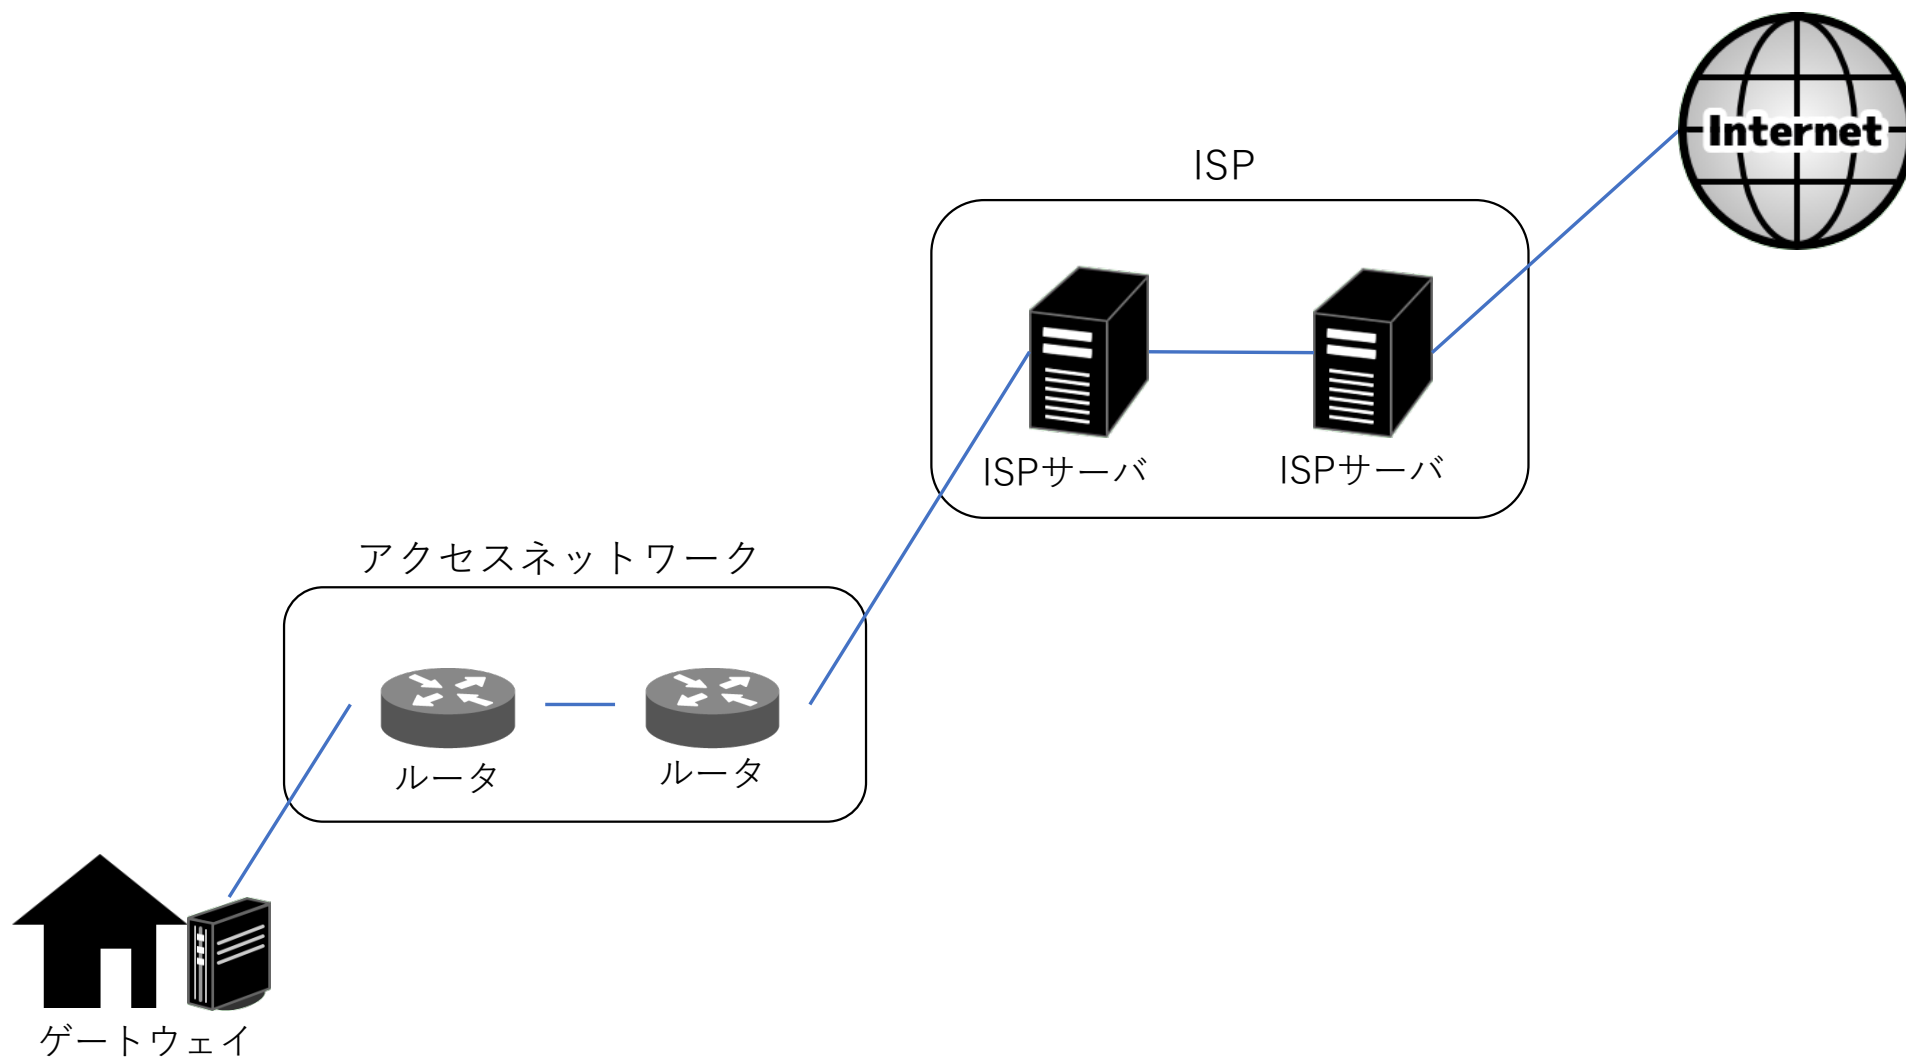 Internet
ISP
ISPサーバ
ISPサーバ
アクセスネットワーク
ルータ
ルータ
ゲートウェイ